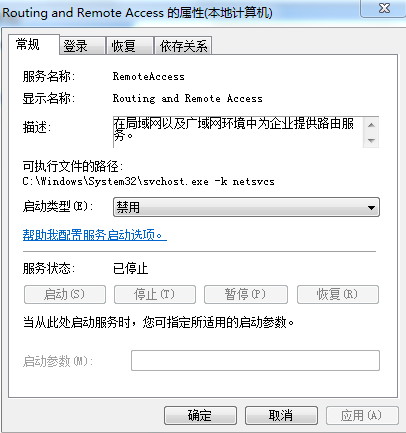 Routing and Remote Access 的属性(本地计算机)
常规 登录 恢复 依存关系
服务名称: RemoteAccess
显示名称: Routing and Remote Access
描述: 在局域网以及广域网环境中为企业提供路由服
务。
可执行文件的路径:
C:\Windows\System32\svchost.exe -k netsvcs
启动类型(E): 禁用
帮助我配置服务启动选项。
服务状态: 已停止
启动(S) 停止(T) 暂停(P) 恢复(R)
当从此处启动服务时，您可指定所适用的启动参数。
启动参数(M):
确定 取消 应用(A)